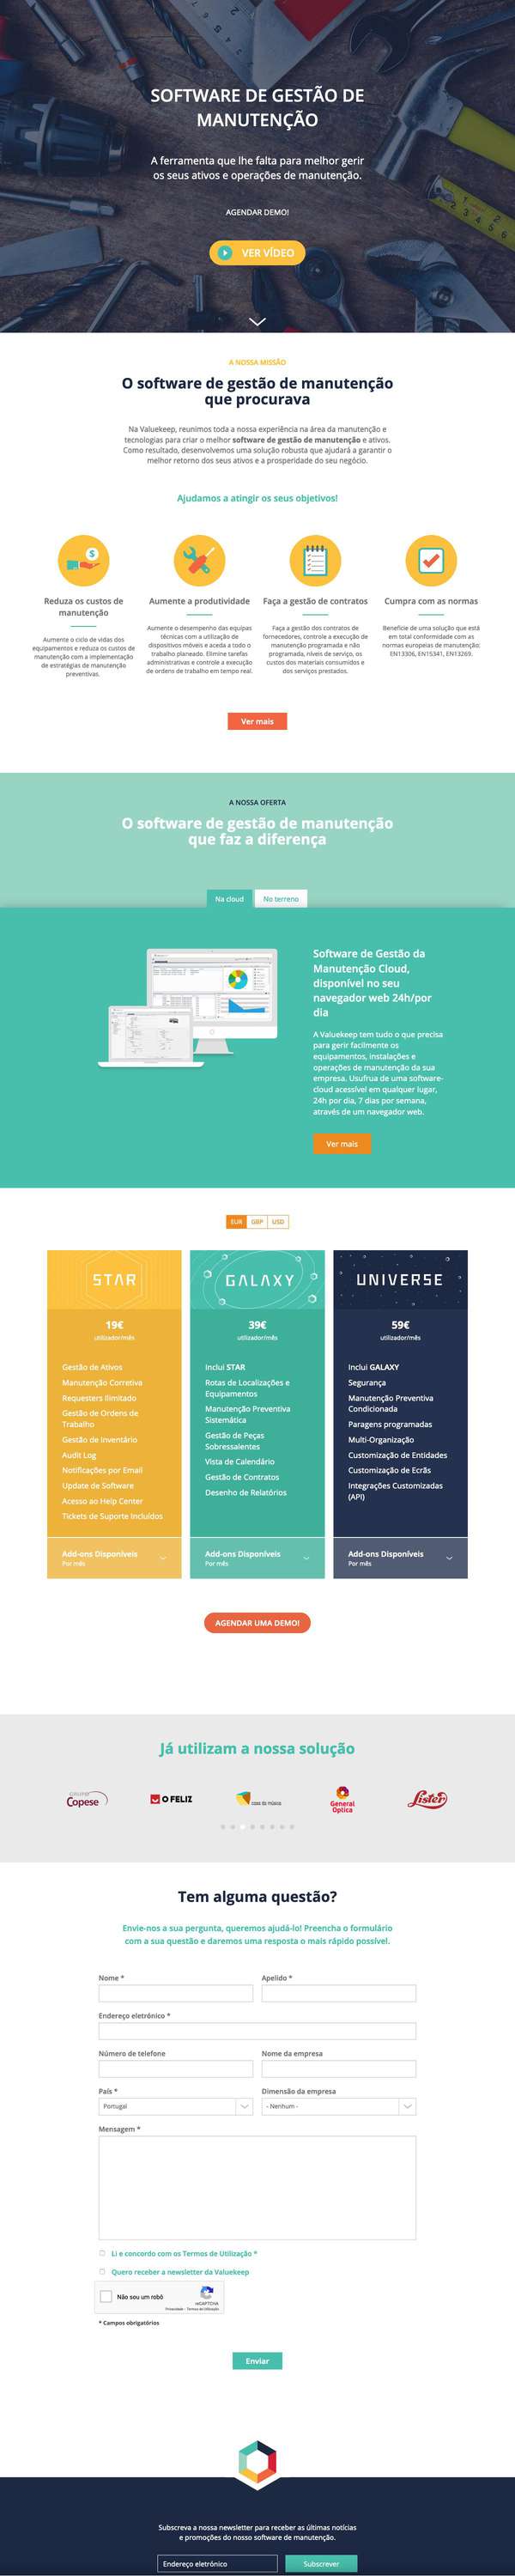 SOFTWARE DE GESTÃO DE
MANUTENÇÃO
A ferramenta que lhe falta para melhor gerir
os seus ativos e operações de manutenção.
AGENDAR DEMO!
VER VÍDEO
A NOSSA MISSÃO
O software de gestão de manutenção
que procurava
Na Valuekeep, reunimos toda a nossa experiência na área da manutenção e
tecnologias para criar o melhor software de gestão de manutenção e ativos.
Como resultado, desenvolvemos uma solução robusta que ajudará a garantir o
melhor retorno dos seus ativos e a prosperidade do seu negócio.
Ajudamos a atingir os seus objetivos!
Reduza os custos de
manutenção
Aumente o ciclo de vidas dos
equipamentos e reduza os custos de
manutenção com a implementação
de estratégias de manutenção
preventivas.
Aumente a produtividade
Aumente o desempenho das equipas
técnicas com a utilização de
dispositivos móveis e aceda a todo o
trabalho planeado. Elimine tarefas
administrativas e controle a execução
de ordens de trabalho em tempo real.
Faça a gestão de contratos
Faça a gestão dos contratos de
fornecedores, controle a execução de
manutenção programada e não
programada, níveis de serviço, os
custos dos materiais consumidos e
dos serviços prestados.
Cumpra com as normas
Beneficie de uma solução que está
em total conformidade com as
normas europeias de manutenção:
EN13306, EN15341, EN13269.
Ver mais
A NOSSA OFERTA
O software de gestão de manutenção
que faz a diferença
Na cloud
No terreno
Software de Gestão da
Manutenção Cloud,
disponível no seu
navegador web 24h/por
dia
A Valuekeep tem tudo o que precisa
para gerir facilmente os
equipamentos, instalações e
operações de manutenção da sua
empresa. Usufrua de uma software-
cloud acessível em qualquer lugar,
24h por dia, 7 dias por semana,
através de um navegador web.
Ver mais
EUR
GBP
USD
STAR
19€
utilizador/mês
Gestão de Ativos
Manutenção Corretiva
Requesters Ilimitado
Gestão de Ordens de
Trabalho
Gestão de Inventário
Audit Log
Notificações por Email
Update de Software
Acesso ao Help Center
Tickets de Suporte Incluídos
Add-ons Disponíveis
Por mês
GALAXY
39€
utilizador/mês
Inclui STAR
Rotas de Localizações e
Equipamentos
Manutenção Preventiva
Sistemática
Gestão de Peças
Sobressalentes
Vista de Calendário
Gestão de Contratos
Desenho de Relatórios
Add-ons Disponíveis
Por mês
UNIVERSE
59€
utilizador/mês
Inclui GALAXY
Segurança
Manutenção Preventiva
Condicionada
Paragens programadas
Multi-Organização
Customização de Entidades
Customização de Ecrãs
Integrações Customizadas
(API)
Add-ons Disponíveis
Por mês
AGENDAR UMA DEMO!
Já utilizam a nossa solução
GRUPO
Copese
O FELIZ
casa da música
General
Optica
Lister
Tem alguma questão?
Envie-nos a sua pergunta, queremos ajudá-lo! Preencha o formulário
com a sua questão e daremos uma resposta o mais rápido possível.
Nome *
Apelido *
Endereço eletrónico *
Número de telefone
Nome da empresa
País *
Dimensão da empresa
Portugal
- Nenhum -
Mensagem *
Li e concordo com os Termos de Utilização *
Quero receber a newsletter da Valuekeep
Não sou um robô
reCAPTCHA
Privacidade - Termos de Utilização
* Campos obrigatórios
Enviar
Subscreva a nossa newsletter para receber as últimas notícias
e promoções do nosso software de manutenção.
Endereço eletrónico
Subscrever